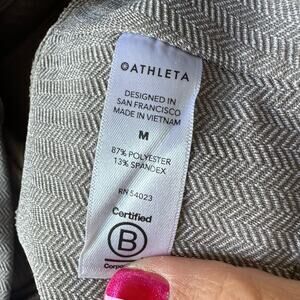 ATHLETA
DESIGNED IN
SAN FRANCISCO
MADE IN VIETNAM
M
87% POLYESTER
13% SPANDEX
RN 54023
Certified
B